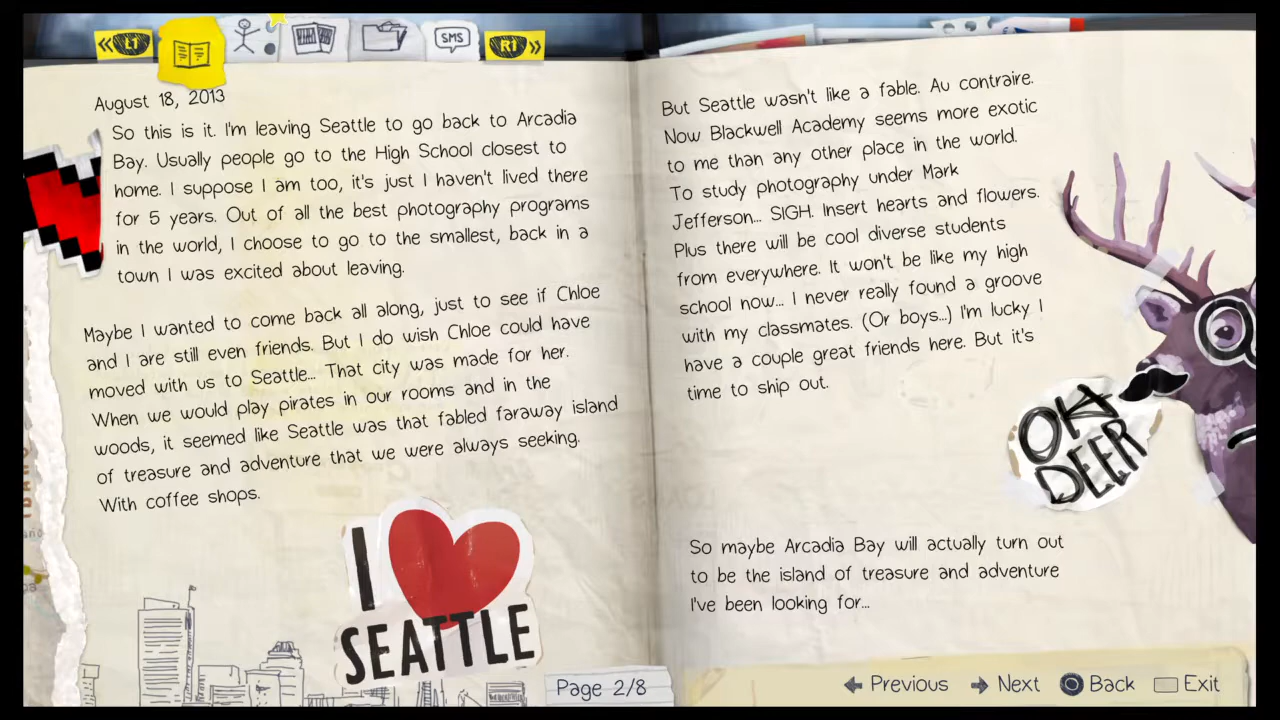 L1
SMS
R1
August 18, 2013
So this is it. I'm leaving Seattle to go back to Arcadia
Bay. Usually people go to the High School closest to
home. I suppose I am too, it's just I haven't lived there
for 5 years. Out of all the best photography programs
in the world, I choose to go to the smallest, back in a
town I was excited about leaving.
Maybe I wanted to come back all along, just to see if Chloe
and I are still even friends. But I do wish Chloe could have
moved with us to Seattle... That city was made for her.
When we would play pirates in our rooms and in the
woods, it seemed like Seattle was that fabled faraway island
of treasure and adventure that we were always seeking.
With coffee shops.
I
SEATTLE
Page 2/8
But Seattle wasn't like a fable. Au contraire.
Now Blackwell Academy seems more exotic
to me than any other place in the world.
To study photography under Mark
Jefferson... SIGH. Insert hearts and flowers.
Plus there will be cool diverse students
from everywhere. It won't be like my high
school now... I never really found a groove
with my classmates. (Or boys...) I'm lucky I
have a couple great friends here. But it's
time to ship out.
OH
DEER
So maybe Arcadia Bay will actually turn out
to be the island of treasure and adventure
I've been looking for...
Previous Next Back Exit